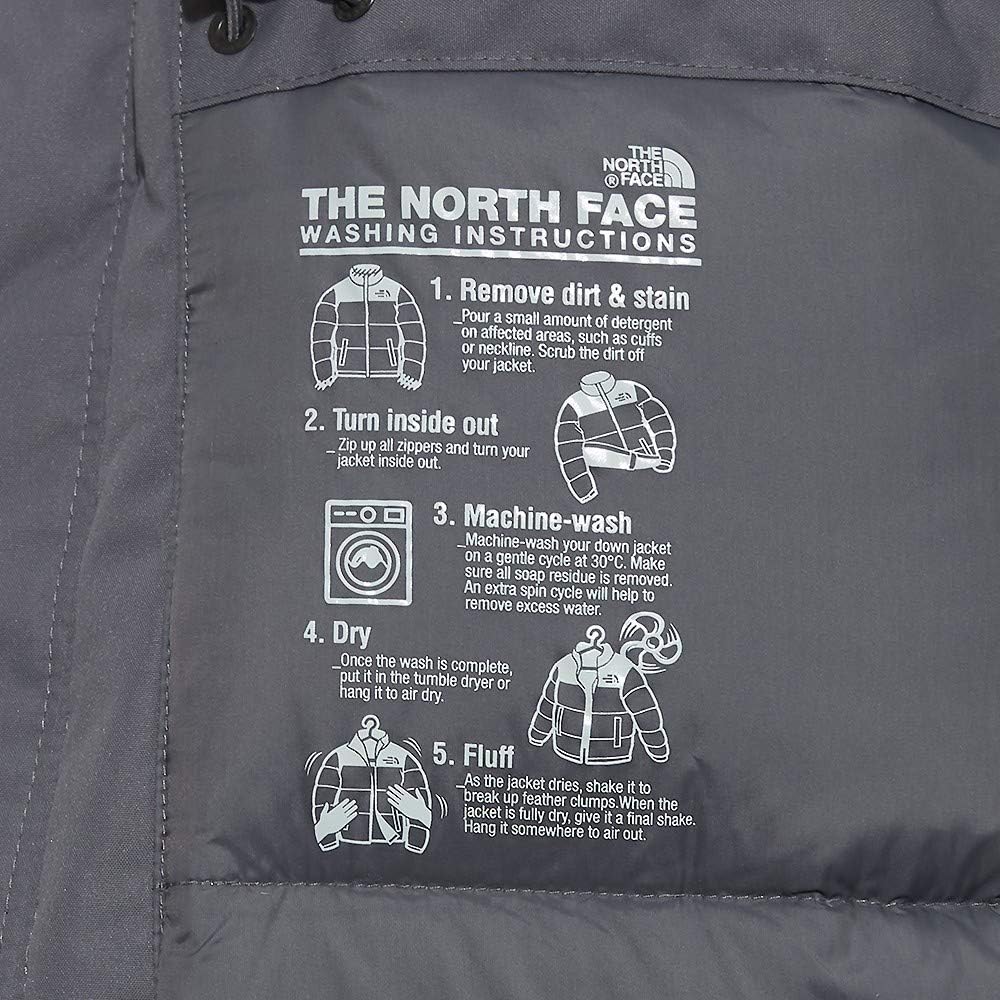 THE
NORTH
® FACE
THE NORTH FACE
WASHING INSTRUCTIONS
1. Remove dirt & stain
_Pour a small amount of detergent
on affected areas, such as cuffs
or neckline. Scrub the dirt off
your jacket.
2. Turn inside out
_Zip up all zippers and turn your
jacket inside out.
3. Machine-wash
_Machine-wash your down jacket
on a gentle cycle at 30°C. Make
sure all soap residue is removed.
An extra spin cycle will help to
remove excess water.
4. Dry
_Once the wash is complete,
put it in the tumble dryer or
hang it to air dry.
5. Fluff
_As the jacket dries, shake it to
break up feather clumps.When the
jacket is fully dry, give it a final shake.
Hang it somewhere to air out.